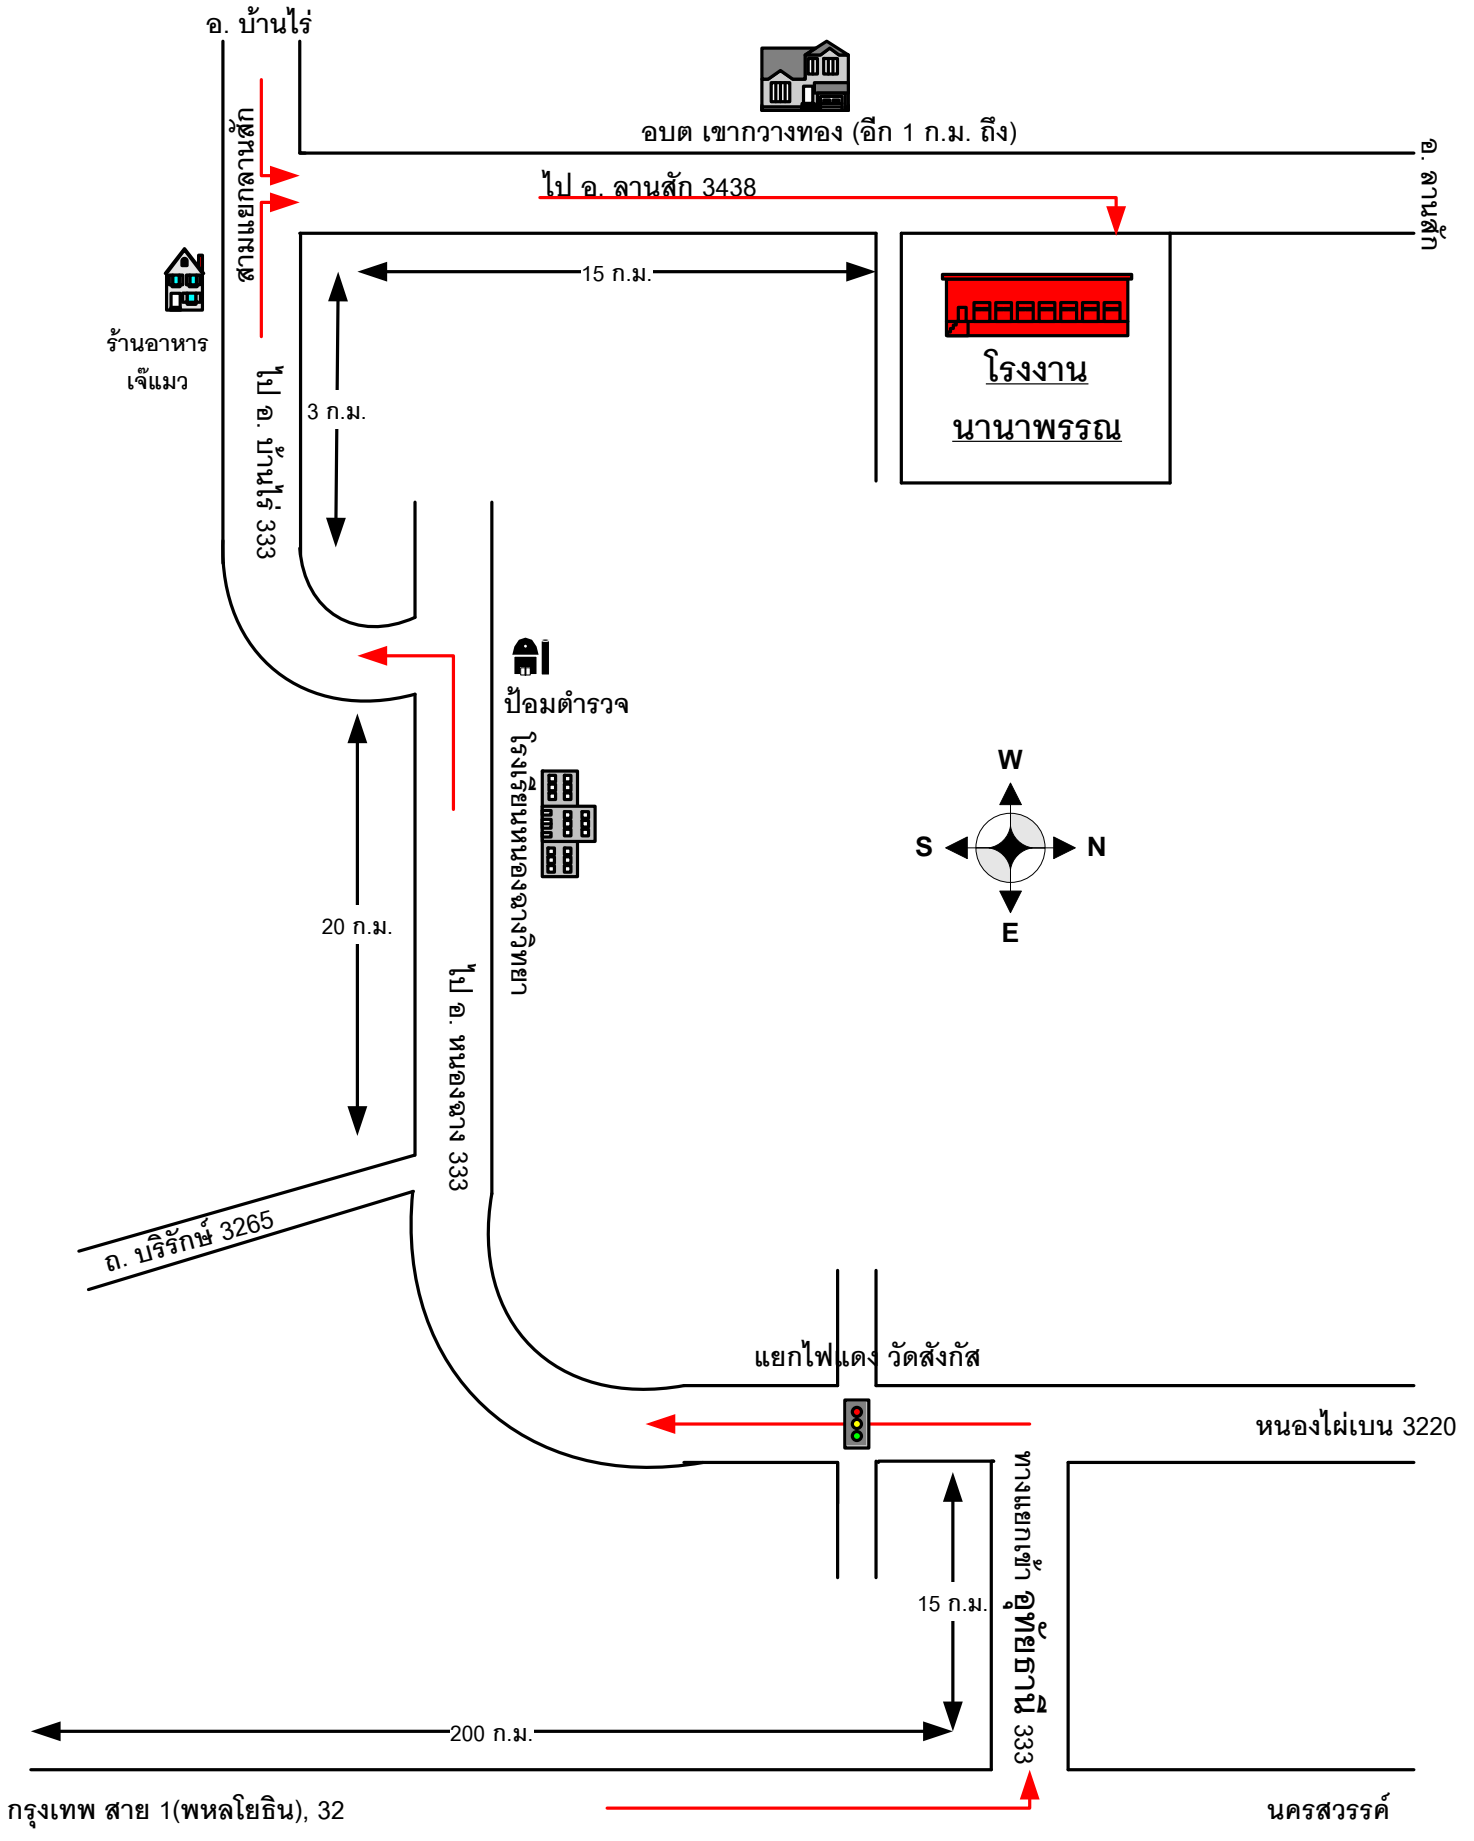 อ. บ้านไร่
อบต เขากวางทอง (อีก 1 ก.ม. ถึง)
อ. ลานสัก
สามแยกลานสัก
ไป อ. ลานสัก 3438
15 ก.ม.
ร้านอาหาร
เจ๊แมว
โรงงาน
นานาพรรณ
ไป อ. บ้านไร่ 333
3 ก.ม.
ป้อมตำรวจ
โรงเรียนหนองฉางวิทยา
W
S
N
E
20 ก.ม.
ไป อ. หนองฉาง 333
ถ. บริรักษ์ 3265
แยกไฟแดง วัดสังกัส
หนองไผ่เบน 3220
ทางแยกเข้า อุทัยธานี 333
15 ก.ม.
200 ก.ม.
กรุงเทพ สาย 1(พหลโยธิน), 32
นครสวรรค์